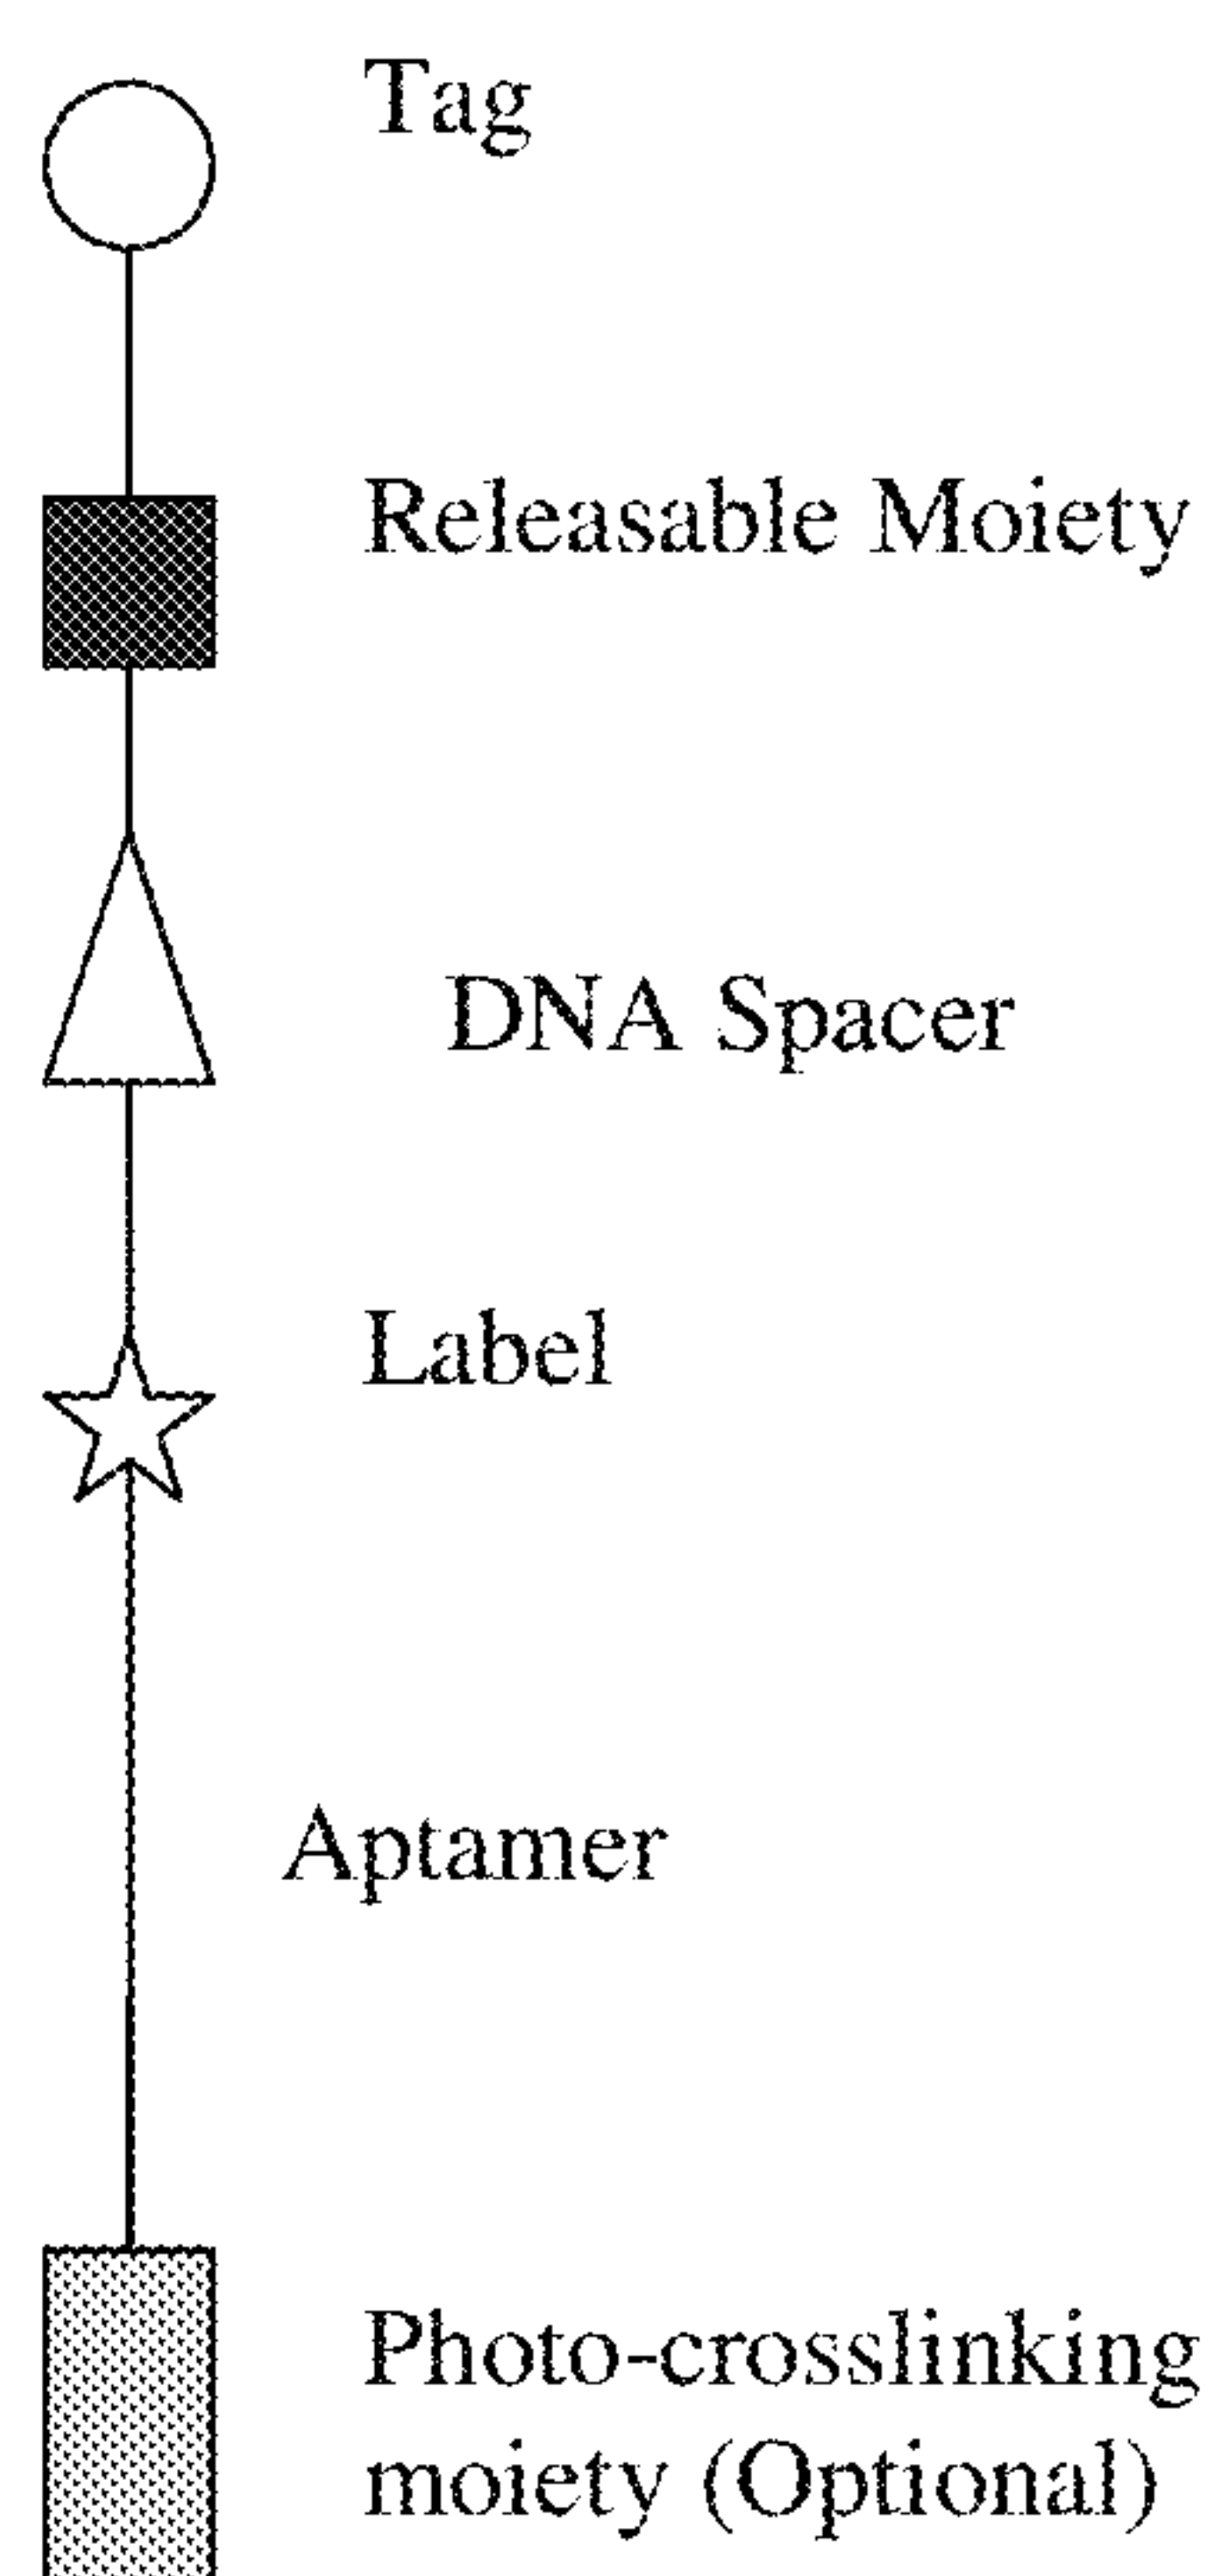 Tag
Releasable Moiety
DNA Spacer
Label
Aptamer
Photo-crosslinking
moiety (Optional)